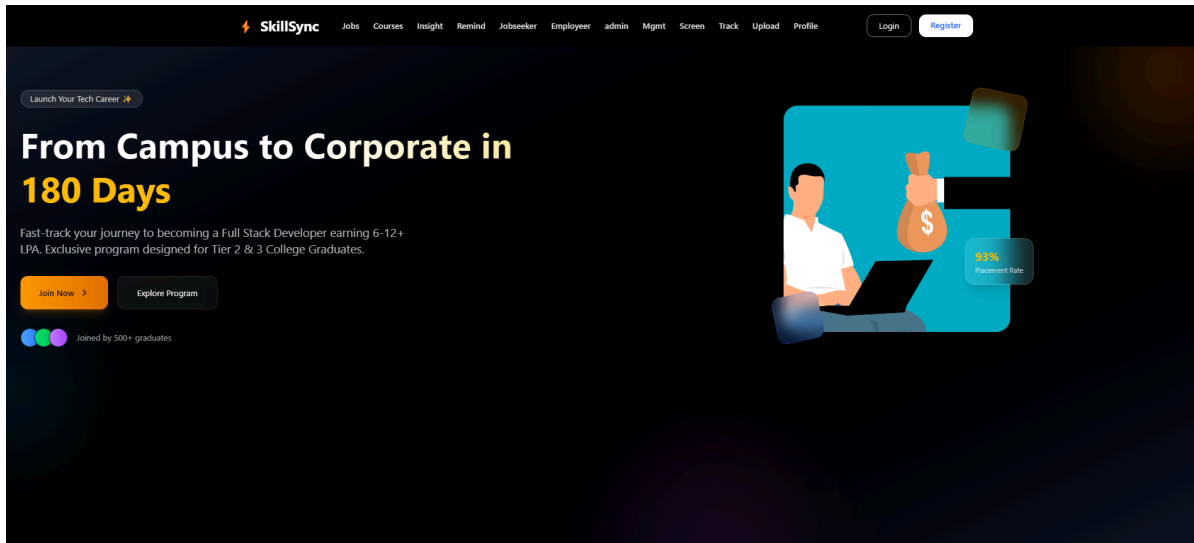 SkillSync Jobs Courses Insight Remind Jobseeker Employeer admin Mgmt Screen Track Upload Profile Login Register
Launch Your Tech Career ✨
From Campus to Corporate in
180 Days
Fast-track your journey to becoming a Full Stack Developer earning 6-12+
LPA. Exclusive program designed for Tier 2 & 3 College Graduates.
Join Now > Explore Program
Joined by 500+ graduates
$
93%
Placement Rate